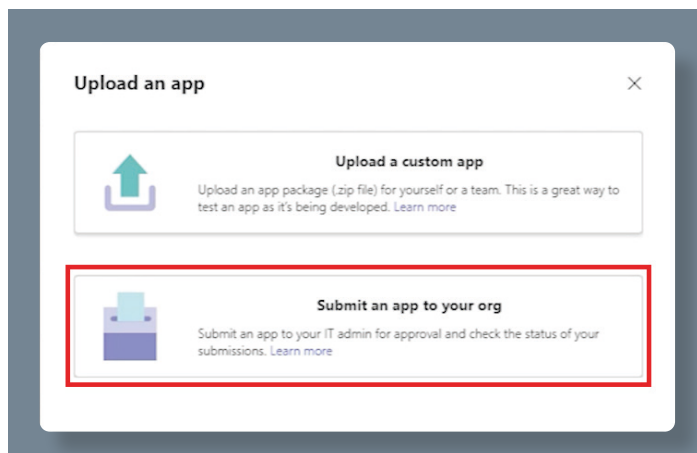 Upload an app
Upload a custom app
Upload an app package (.zip file) for yourself or a team. This is a great way to
test an app as it's being developed. Learn more
Submit an app to your org
Submit an app to your IT admin for approval and check the status of your
submissions. Learn more